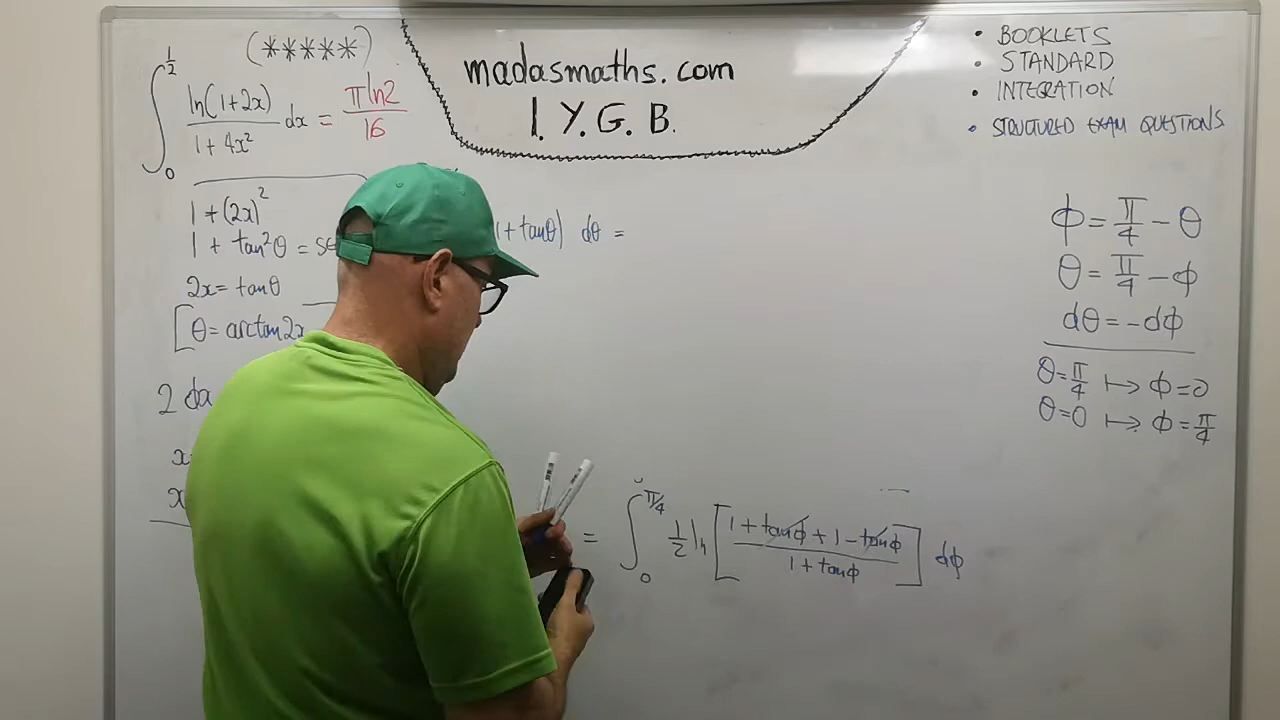 (*****)
∫₀^½ ln(1+2x)/(1+4x²) dx = πln2/16
madasmaths.com
I.Y.G.B.
• BOOKLETS
• STANDARD
• INTEGRATION
• STRUCTURED EXAM QUESTIONS
1+(2x)²
1 + tan²θ = se
2x = tanθ
[θ = arctan2x
2 dx
x
x
1+tanθ) dθ =
= ∫₀^π/4 ½ ln[(1+tanϕ+1-tanϕ)/(1+tanϕ)] dϕ
ϕ = π/4 - θ
θ = π/4 - ϕ
dθ = -dϕ
θ = π/4 ↦ ϕ = 0
θ = 0 ↦ ϕ = π/4